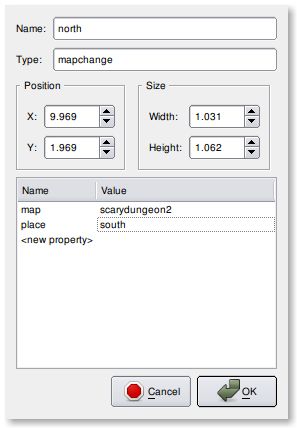 Name: north
Type: mapchange
Position Size
X: 9.969 Width: 1.031
Y: 1.969 Height: 1.062
Name Value
map scarydungeon2
place south
<new property>
Cancel OK